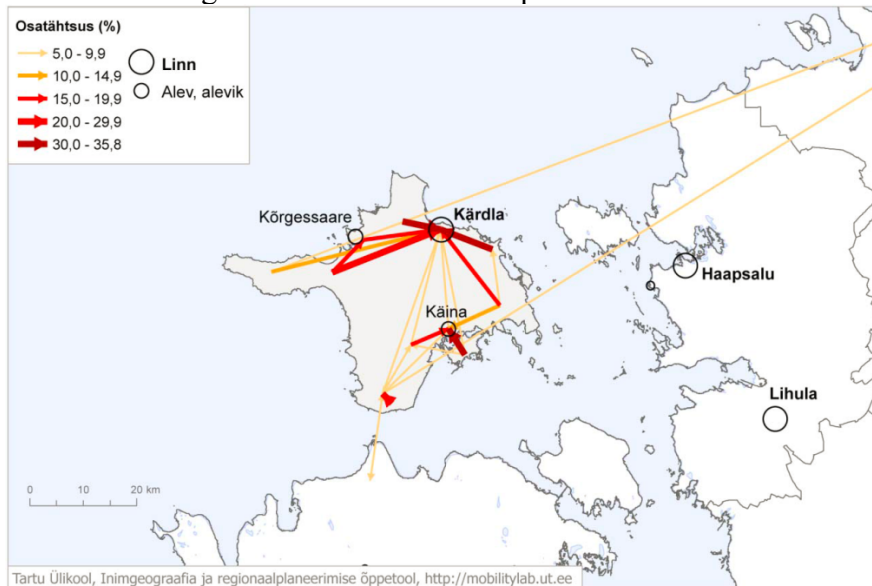 Osatähtsus (%)
5,0 - 9,9
10,0 - 14,9
15,0 - 19,9
20,0 - 29,9
30,0 - 35,8
Linn
Alev, alevik
Kõrgessaare
Kärdla
Haapsalu
Käina
Lihula
0 10 20 km
Tartu Ülikool, Inimgeograafia ja regionaalplaneerimise õppetool, http://mobilitylab.ut.ee